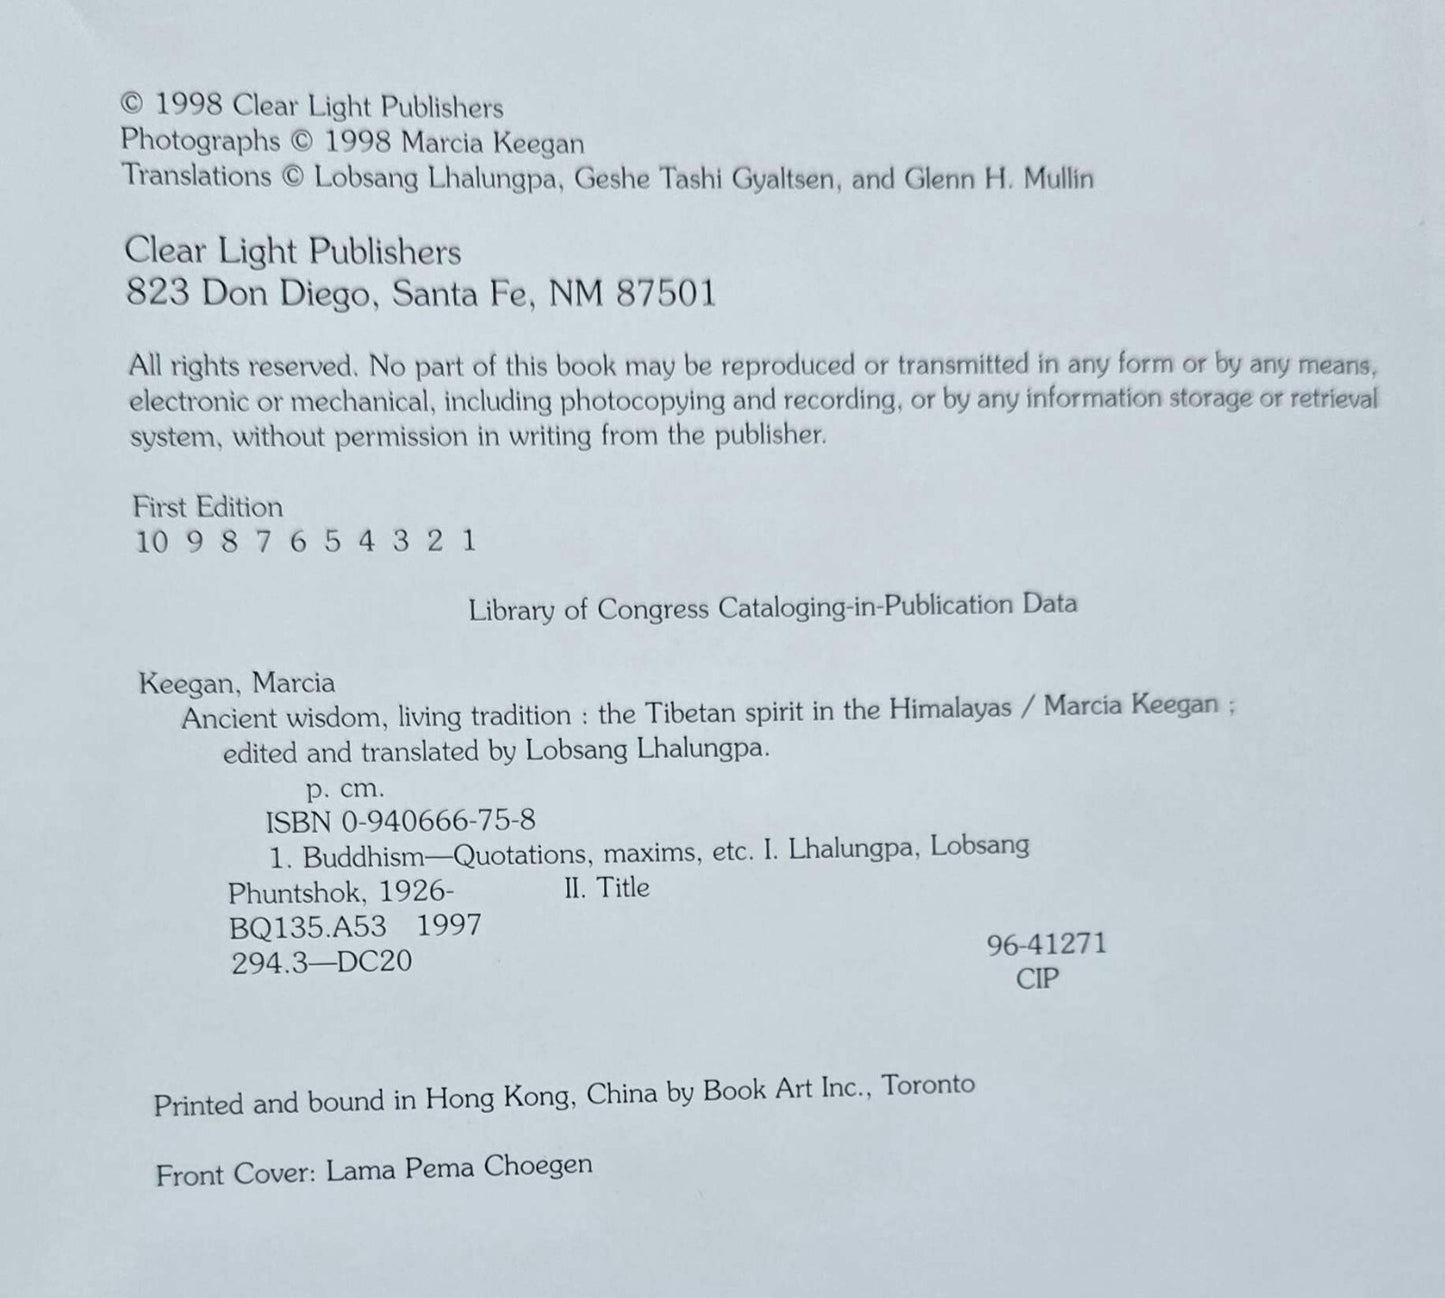 © 1998 Clear Light Publishers
Photographs © 1998 Marcia Keegan
Translations © Lobsang Lhalungpa, Geshe Tashi Gyaltsen, and Glenn H. Mullin
Clear Light Publishers
823 Don Diego, Santa Fe, NM 87501
All rights reserved. No part of this book may be reproduced or transmitted in any form or by any means,
electronic or mechanical, including photocopying and recording, or by any information storage or retrieval
system, without permission in writing from the publisher.
First Edition
10 9 8 7 6 5 4 3 2 1
Library of Congress Cataloging-in-Publication Data
Keegan, Marcia
Ancient wisdom, living tradition : the Tibetan spirit in the Himalayas / Marcia Keegan ;
edited and translated by Lobsang Lhalungpa.
p. cm.
ISBN 0-940666-75-8
1. Buddhism—Quotations, maxims, etc. I. Lhalungpa, Lobsang
Phuntshok, 1926- II. Title
BQ135.A53 1997
294.3—DC20
96-41271
CIP
Printed and bound in Hong Kong, China by Book Art Inc., Toronto
Front Cover: Lama Pema Choegen